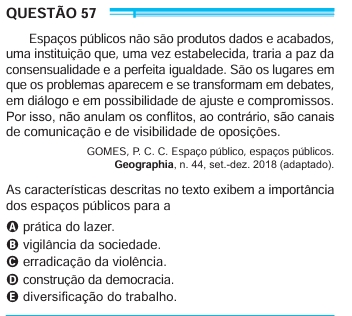 QUESTÃO 57
Espaços públicos não são produtos dados e acabados,
uma instituição que, uma vez estabelecida, traria a paz da
consensualidade e a perfeita igualdade. São os lugares em
que os problemas aparecem e se transformam em debates,
em diálogo e em possibilidade de ajuste e compromissos.
Por isso, não anulam os conflitos, ao contrário, são canais
de comunicação e de visibilidade de oposições.
GOMES, P. C. C. Espaço público, espaços públicos.
Geographia, n. 44, set.-dez. 2018 (adaptado).
As características descritas no texto exibem a importância
dos espaços públicos para a
A prática do lazer.
B vigilância da sociedade.
C erradicação da violência.
D construção da democracia.
E diversificação do trabalho.